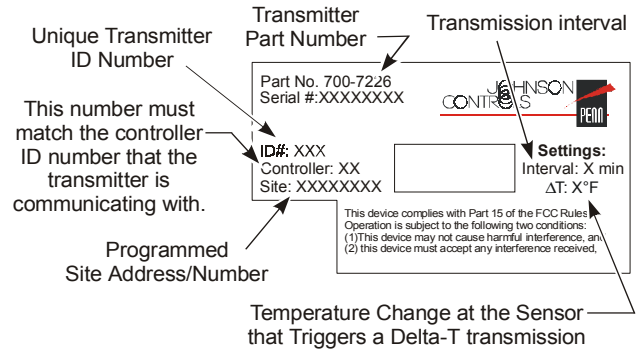 Transmitter
Part Number
Transmission interval
Unique Transmitter
ID Number
Part No. 700-7226
Serial #:XXXXXXXX
JOHNSON
CONTROLS
PENN
This number must
match the controller
ID number that the
transmitter is
communicating with.
ID#: XXX
Controller: XX
Site: XXXXXXXX
Settings:
Interval: X min
ΔT: X°F
This device complies with Part 15 of the FCC Rules
Operation is subject to the following two conditions:
(1)This device may not cause harmful interference,
(2) this device must accept any interference received,
Programmed
Site Address/Number
Temperature Change at the Sensor
that Triggers a Delta-T transmission